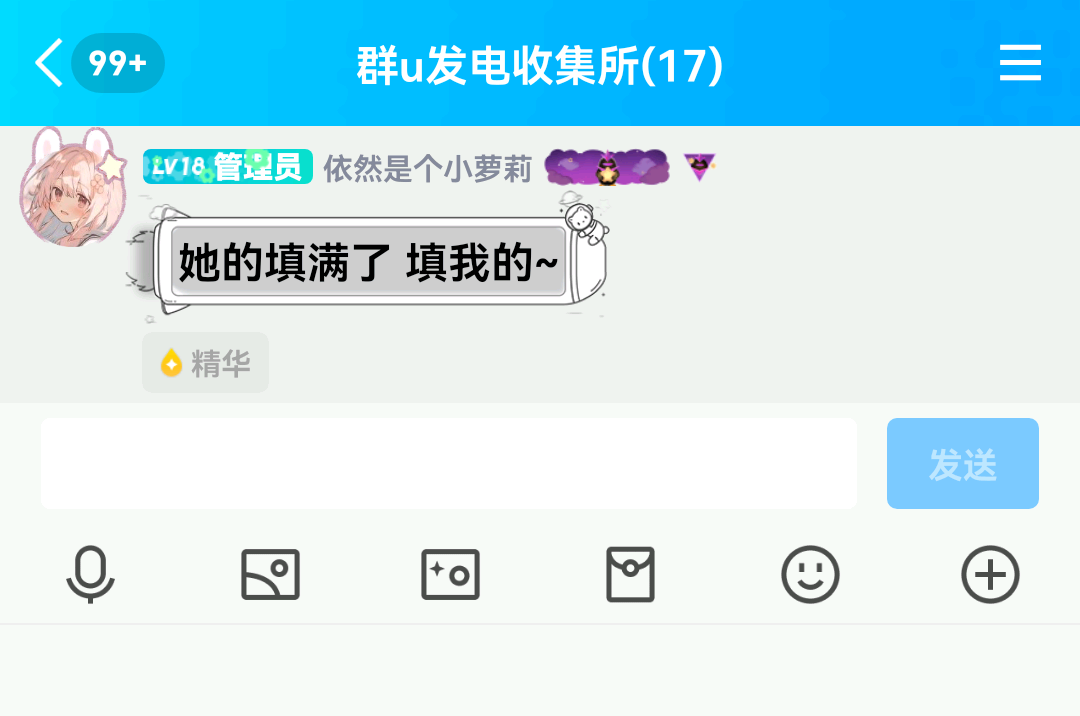 99+
群u发电收集所(17)
LV18 管理员 依然是个小萝莉
她的填满了 填我的~
精华
发送